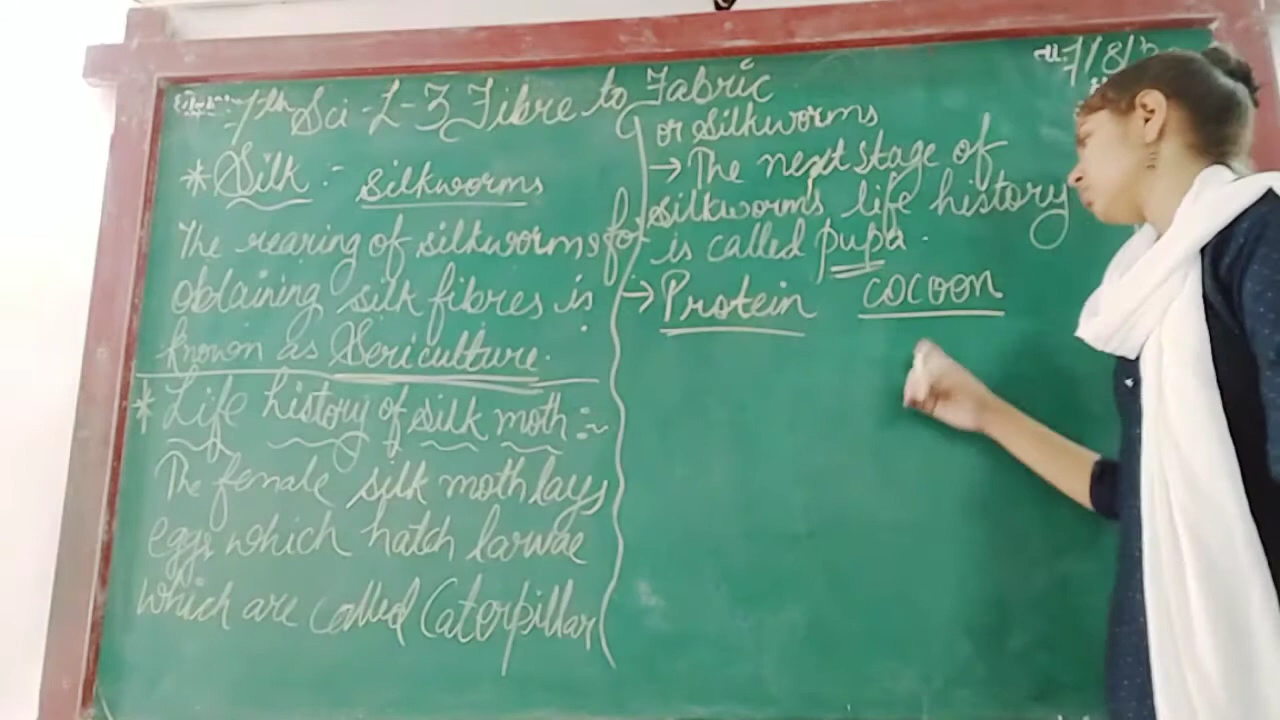 7th Sci-L-3 Fibre to Fabric
તા. 7/8/
* Silk :- silkworms
The rearing of silkworms for
obtaining silk fibres is
known as Sericulture.
* Life history of silk moth :~
The female silk moth lays
eggs which hatch larvae
which are called Caterpillar
or silkworms
→ The next stage of
silkworms life history
is called pupa.
→ Protein cocoon